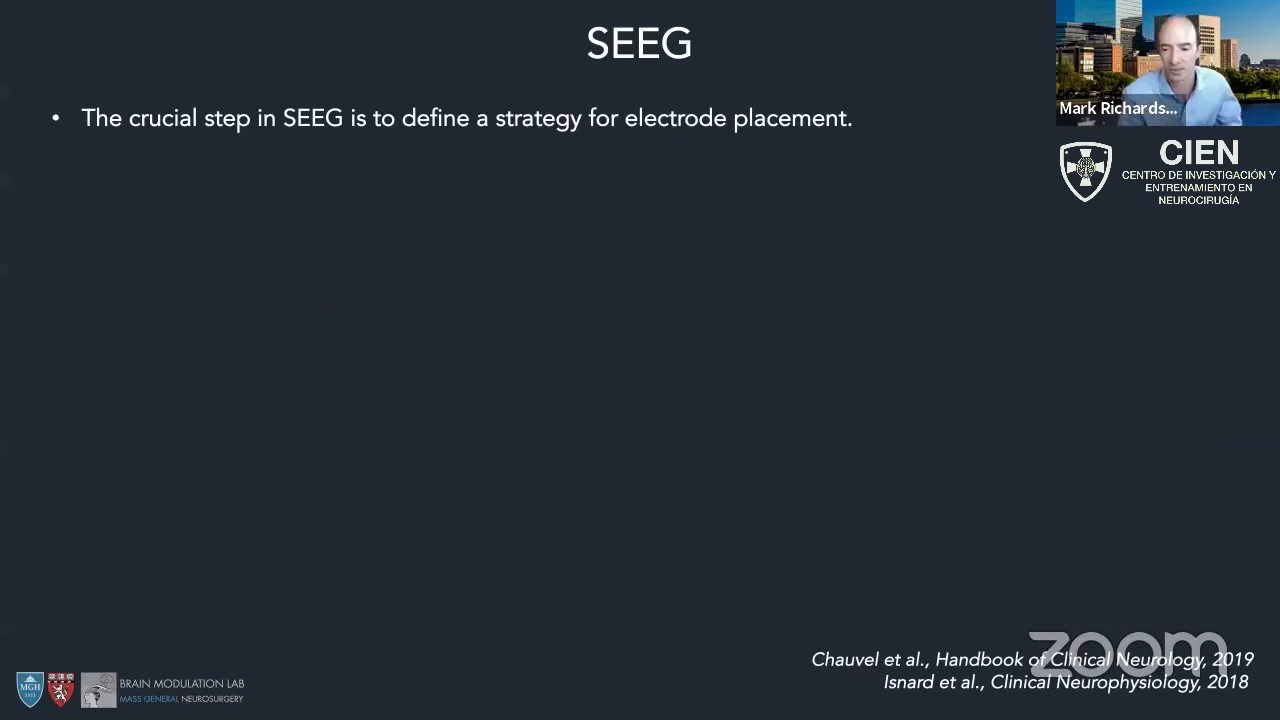 SEEG
• The crucial step in SEEG is to define a strategy for electrode placement.
Mark Richards...
CIEN
CENTRO DE INVESTIGACIÓN Y
ENTRENAMIENTO EN
NEUROCIRUGÍA
zoom
Chauvel et al., Handbook of Clinical Neurology, 2019
Isnard et al., Clinical Neurophysiology, 2018
MGH
1811
BRAIN MODULATION LAB
MASS GENERAL NEUROSURGERY